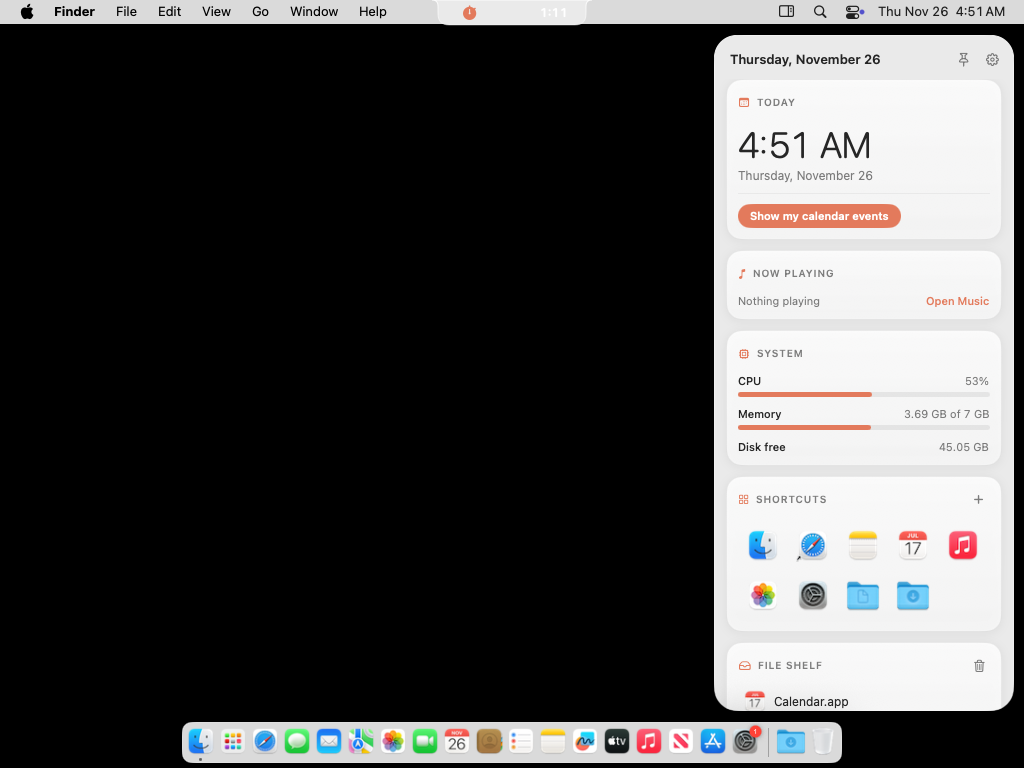 Finder File Edit View Go Window Help 1:11 Thu Nov 26 4:51 AM
Thursday, November 26
TODAY
4:51 AM
Thursday, November 26
Show my calendar events
NOW PLAYING
Nothing playing Open Music
SYSTEM
CPU 53%
Memory 3.69 GB of 7 GB
Disk free 45.05 GB
SHORTCUTS
JUL
17
FILE SHELF
17 Calendar.app
NOV
26
tv
1